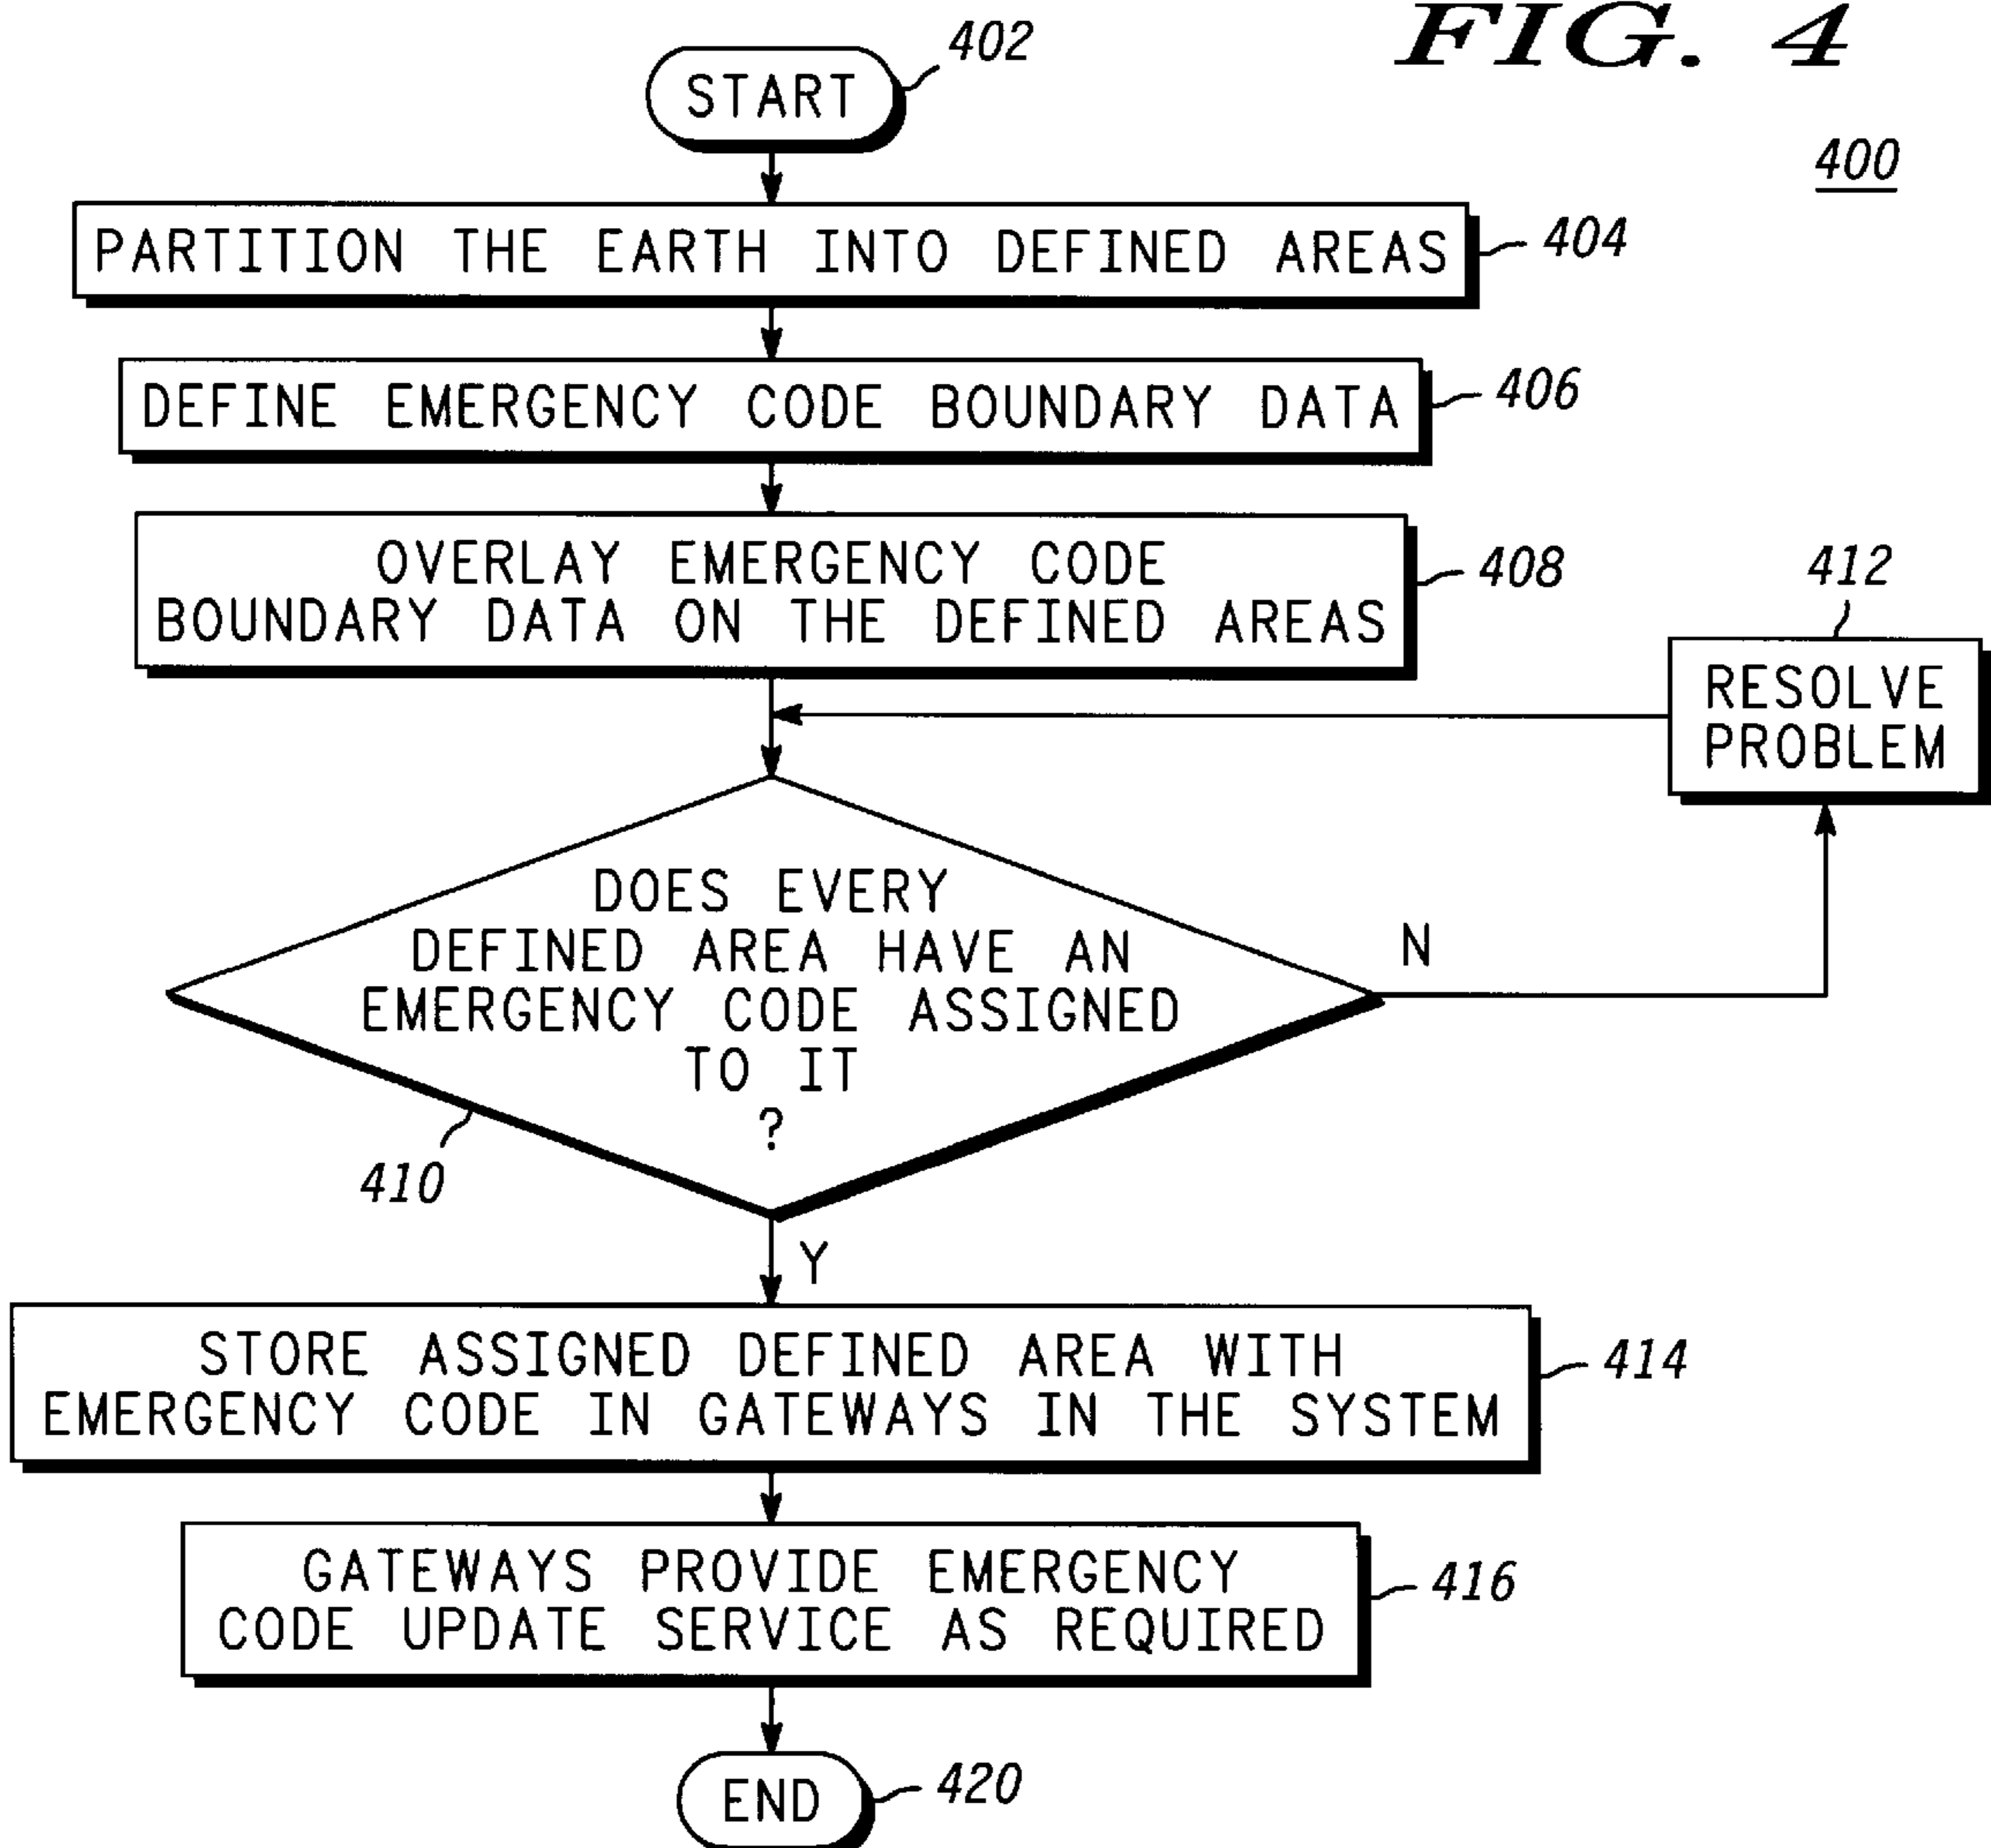 FIG. 4
400
START
402
PARTITION THE EARTH INTO DEFINED AREAS
404
DEFINE EMERGENCY CODE BOUNDARY DATA
406
OVERLAY EMERGENCY CODE
BOUNDARY DATA ON THE DEFINED AREAS
408
412
RESOLVE
PROBLEM
DOES EVERY
DEFINED AREA HAVE AN
EMERGENCY CODE ASSIGNED
TO IT
?
N
410
Y
STORE ASSIGNED DEFINED AREA WITH
EMERGENCY CODE IN GATEWAYS IN THE SYSTEM
414
GATEWAYS PROVIDE EMERGENCY
CODE UPDATE SERVICE AS REQUIRED
416
END
420